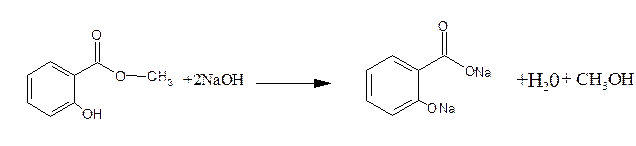 O
O
O—CH₃ +2NaOH
ONa
+H₂0+ CH₃OH
OH
ONa